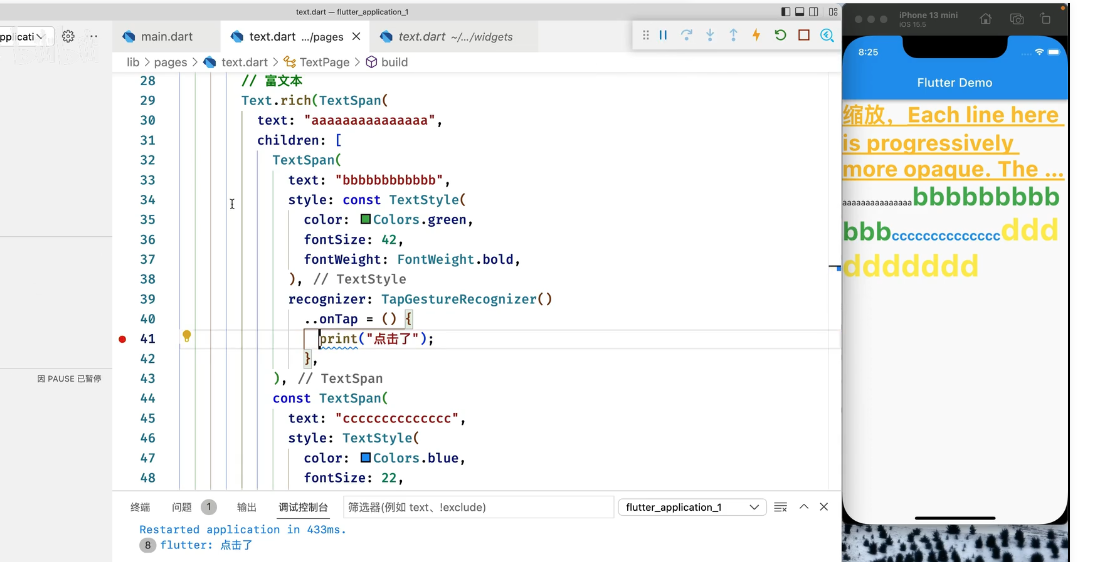 text.dart — flutter_application_1
pplicati
main.dart
text.dart .../pages
text.dart ~/.../widgets
lib > pages > text.dart > TextPage > build
28 // 富文本
29 Text.rich(TextSpan(
30 text: "aaaaaaaaaaaaaaa",
31 children: [
32 TextSpan(
33 text: "bbbbbbbbbbbb",
34 style: const TextStyle(
35 color: Colors.green,
36 fontSize: 42,
37 fontWeight: FontWeight.bold,
38 ), // TextStyle
39 recognizer: TapGestureRecognizer()
40 ..onTap = () {
41 print("点击了");
42 },
43 ), // TextSpan
44 const TextSpan(
45 text: "cccccccccccccc",
46 style: TextStyle(
47 color: Colors.blue,
48 fontSize: 22,
因 PAUSE 已暂停
终端 问题 1 输出 调试控制台 筛选器(例如 text、!exclude) flutter_application_1
Restarted application in 433ms.
8 flutter: 点击了
iPhone 13 mini
iOS 15.5
8:25
Flutter Demo
缩放，Each line here
is progressively
more opaque. The ...
aaaaaaaaaaaaaaabbbbbbbbb
bbbccccccccccccccddd
ddddddd